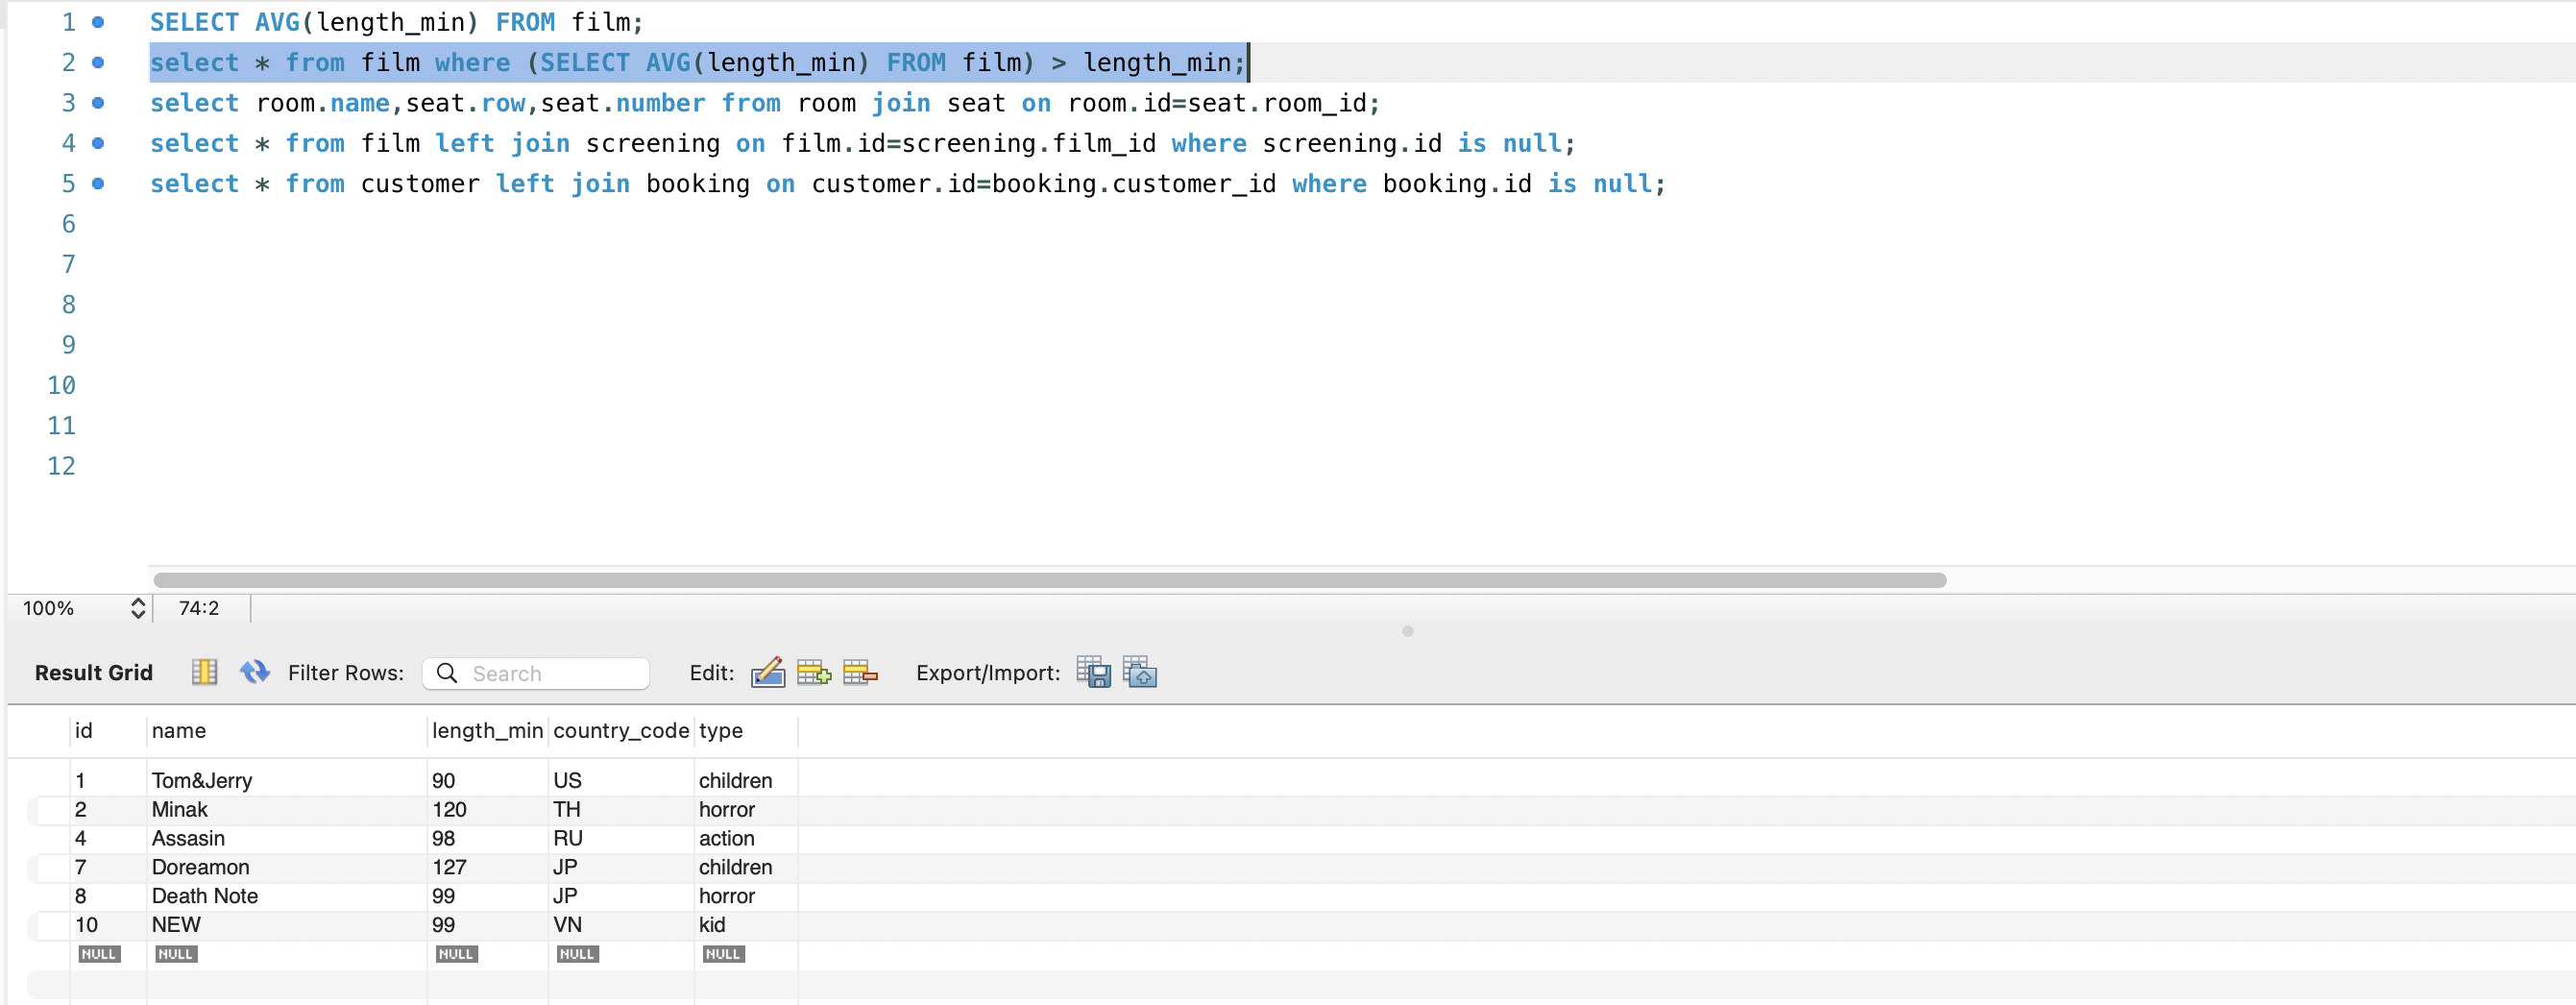 1 SELECT AVG(length_min) FROM film;
2 select * from film where (SELECT AVG(length_min) FROM film) > length_min;
3 select room.name,seat.row,seat.number from room join seat on room.id=seat.room_id;
4 select * from film left join screening on film.id=screening.film_id where screening.id is null;
5 select * from customer left join booking on customer.id=booking.customer_id where booking.id is null;
6
7
8
9
10
11
12
100% 74:2
Result Grid Filter Rows: Search Edit: Export/Import:
id name length_min country_code type
1 Tom&Jerry 90 US children
2 Minak 120 TH horror
4 Assasin 98 RU action
7 Doreamon 127 JP children
8 Death Note 99 JP horror
10 NEW 99 VN kid
NULL NULL NULL NULL NULL